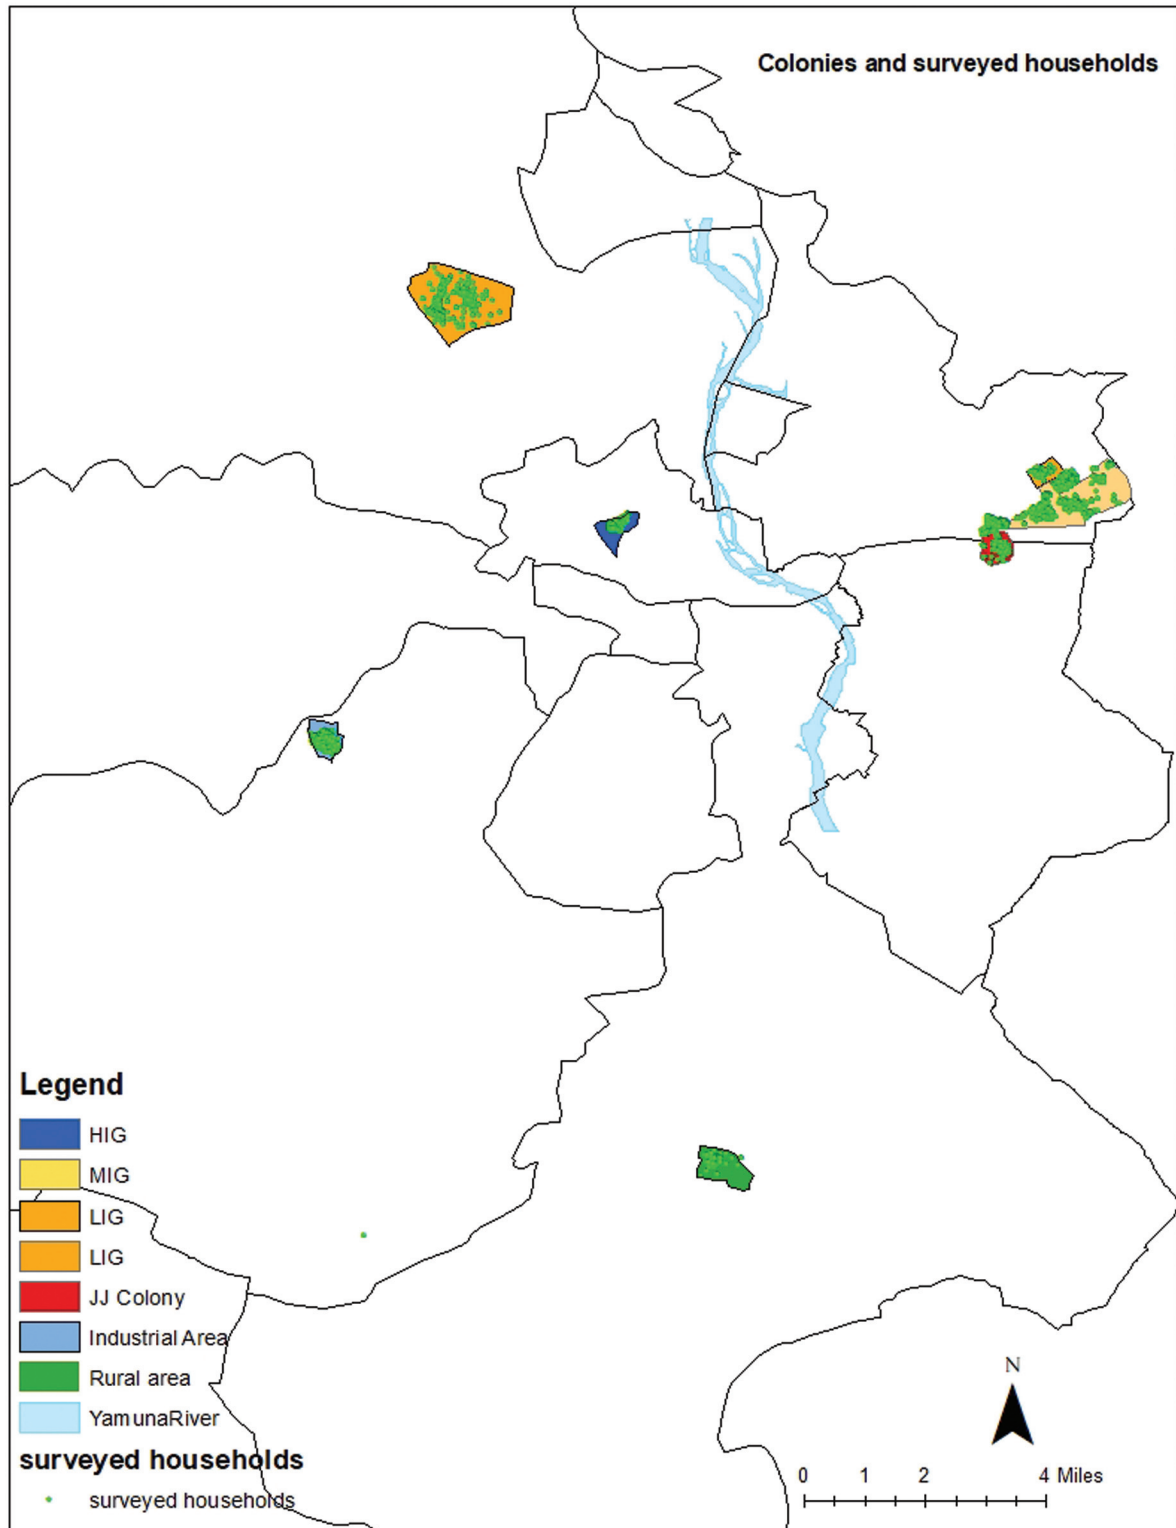 Colonies and surveyed households
Legend
HIG
MIG
LIG
LIG
JJ Colony
Industrial Area
Rural area
YamunaRiver
surveyed households
surveyed households
N
0 1 2 4 Miles